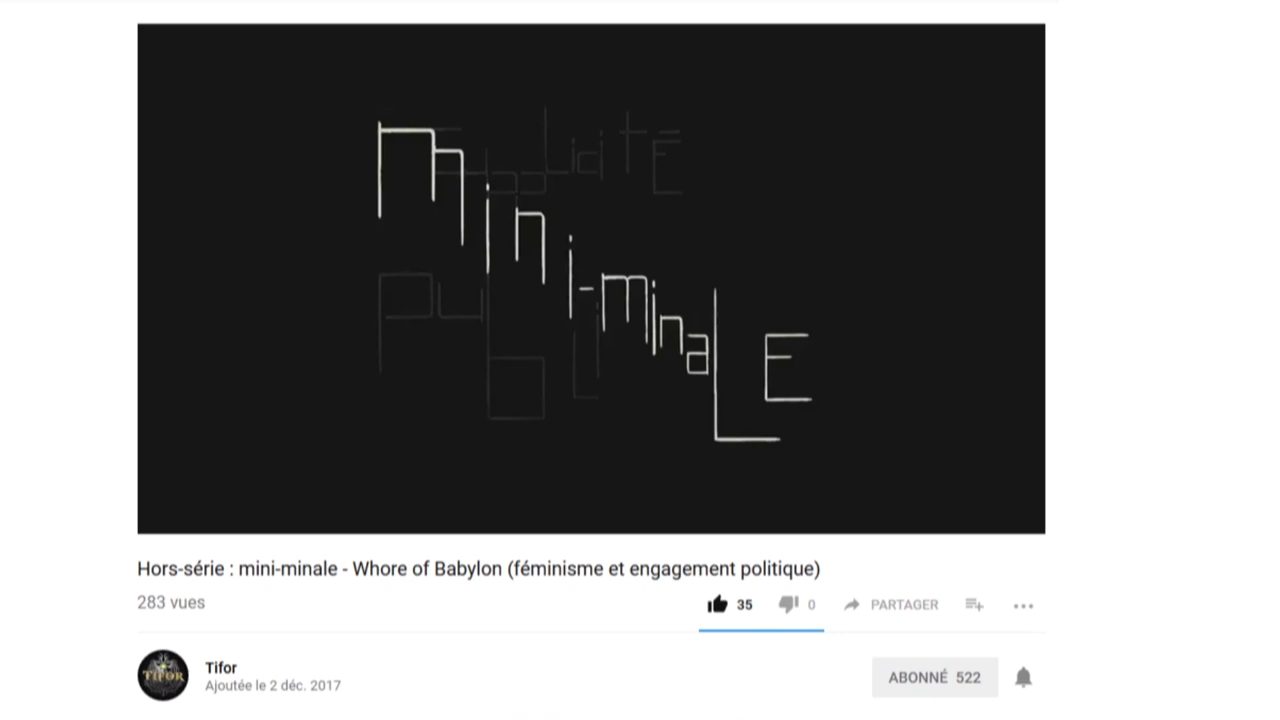 mini-minaLE
Hors-série : mini-minale - Whore of Babylon (féminisme et engagement politique)
283 vues
35 0 PARTAGER
TIFOR
Tifor
Ajoutée le 2 déc. 2017
ABONNÉ 522